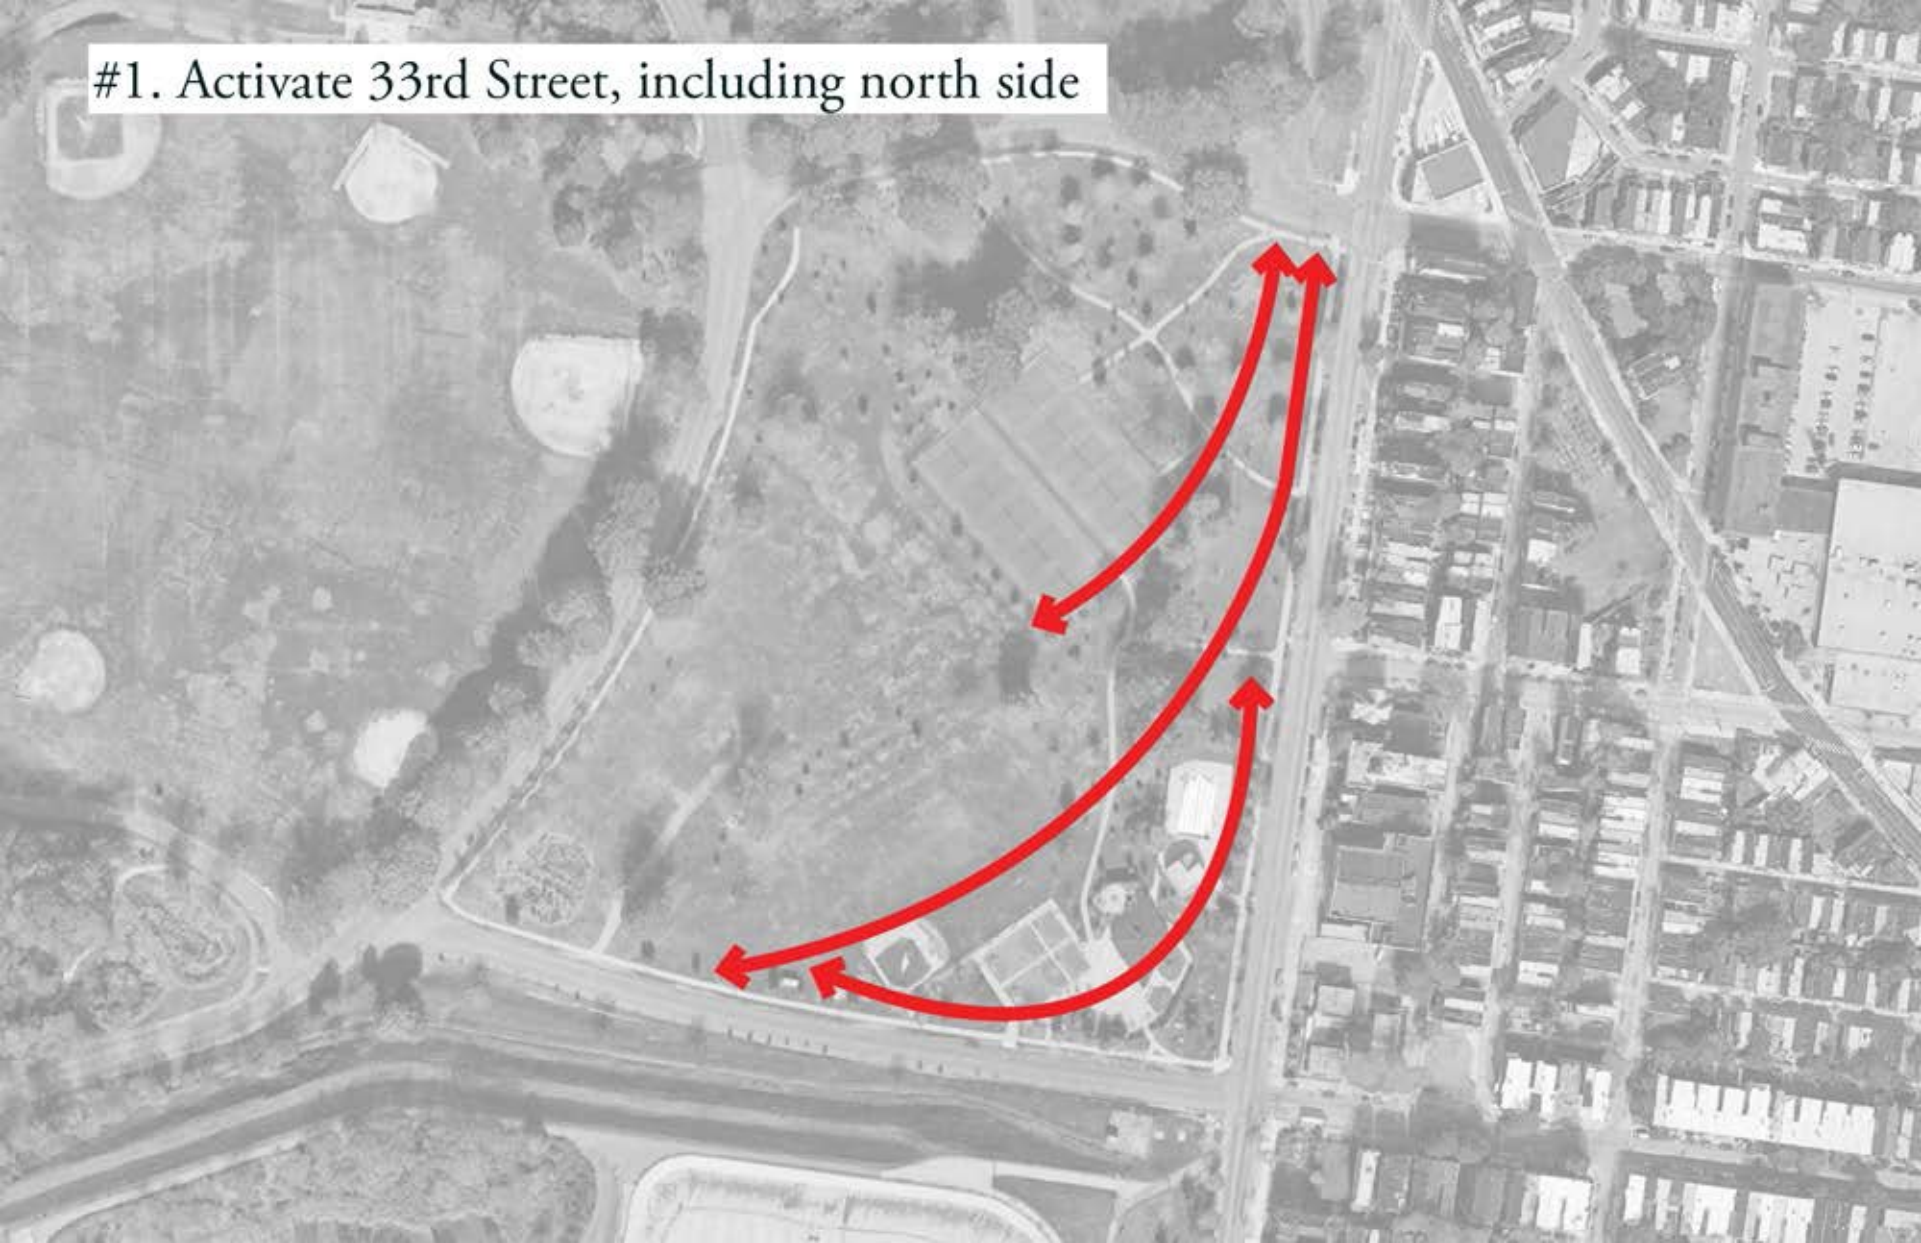 #1. Activate 33rd Street, including north side